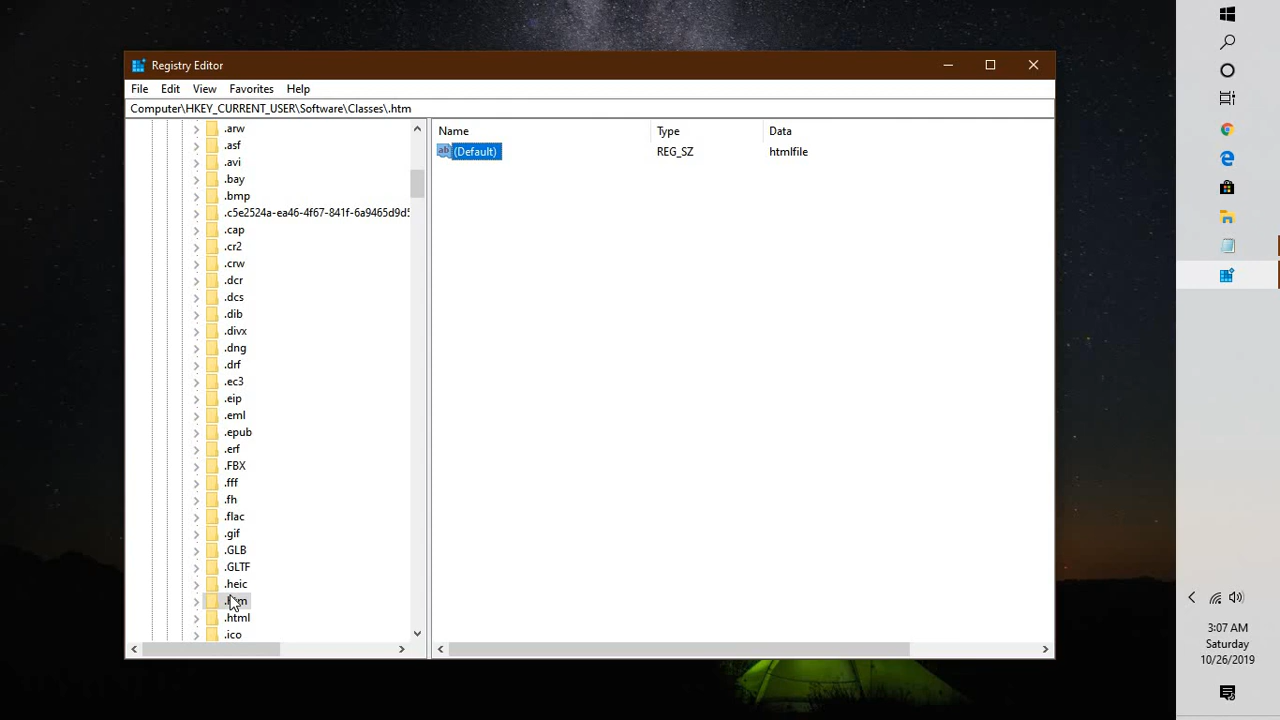 Registry Editor
File Edit View Favorites Help
Computer\HKEY_CURRENT_USER\Software\Classes\.htm
Name Type Data
(Default) REG_SZ htmlfile
.arw
.asf
.avi
.bay
.bmp
.c5e2524a-ea46-4f67-841f-6a9465d9d5
.cap
.cr2
.crw
.dcr
.dcs
.dib
.divx
.dng
.drf
.ec3
.eip
.eml
.epub
.erf
.FBX
.fff
.fh
.flac
.gif
.GLB
.GLTF
.heic
.htm
.html
.ico
3:07 AM
Saturday
10/26/2019